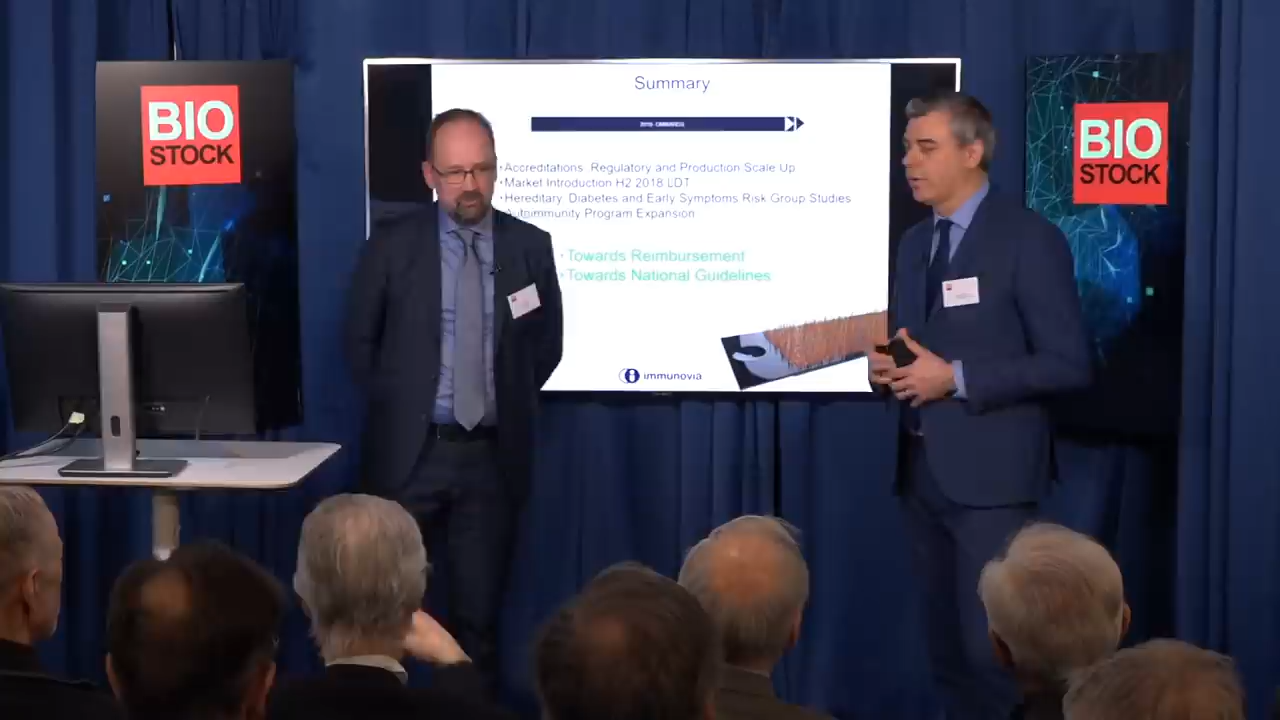 BIO
STOCK
Summary
·Accreditations: Regulatory and Production Scale Up
·Market Introduction H2 2018 LDT
·Hereditary, Diabetes and Early Symptoms Risk Group Studies
Autoimmunity Program Expansion
·Towards Reimbursement
·Towards National Guidelines
immunovia
BIO
STOCK